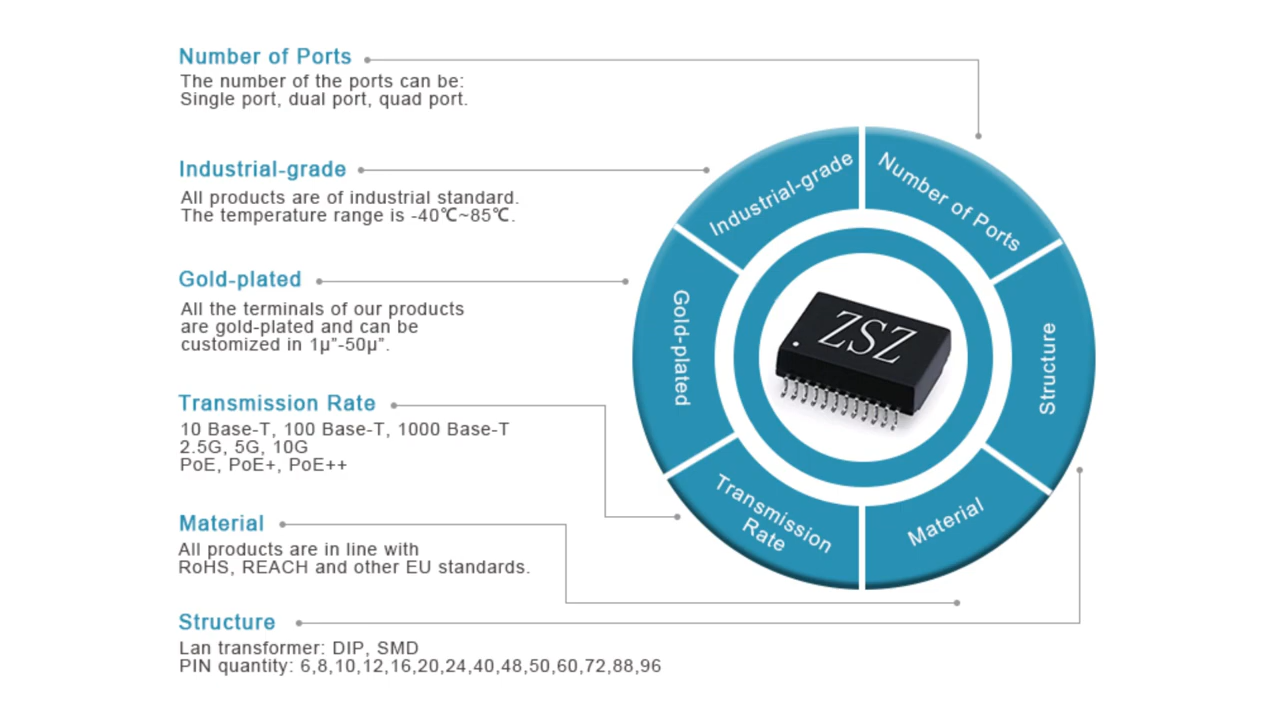 Number of Ports
The number of the ports can be:
Single port, dual port, quad port.
Industrial-grade
All products are of industrial standard.
The temperature range is -40℃~85℃.
Gold-plated
All the terminals of our products
are gold-plated and can be
customized in 1μ”-50μ”.
Transmission Rate
10 Base-T, 100 Base-T, 1000 Base-T
2.5G, 5G, 10G
PoE, PoE+, PoE++
Material
All products are in line with
RoHS, REACH and other EU standards.
Structure
Lan transformer: DIP, SMD
PIN quantity: 6,8,10,12,16,20,24,40,48,50,60,72,88,96
Industrial-grade
Number of Ports
Gold-plated
Structure
Transmission
Rate
Material
ZSZ